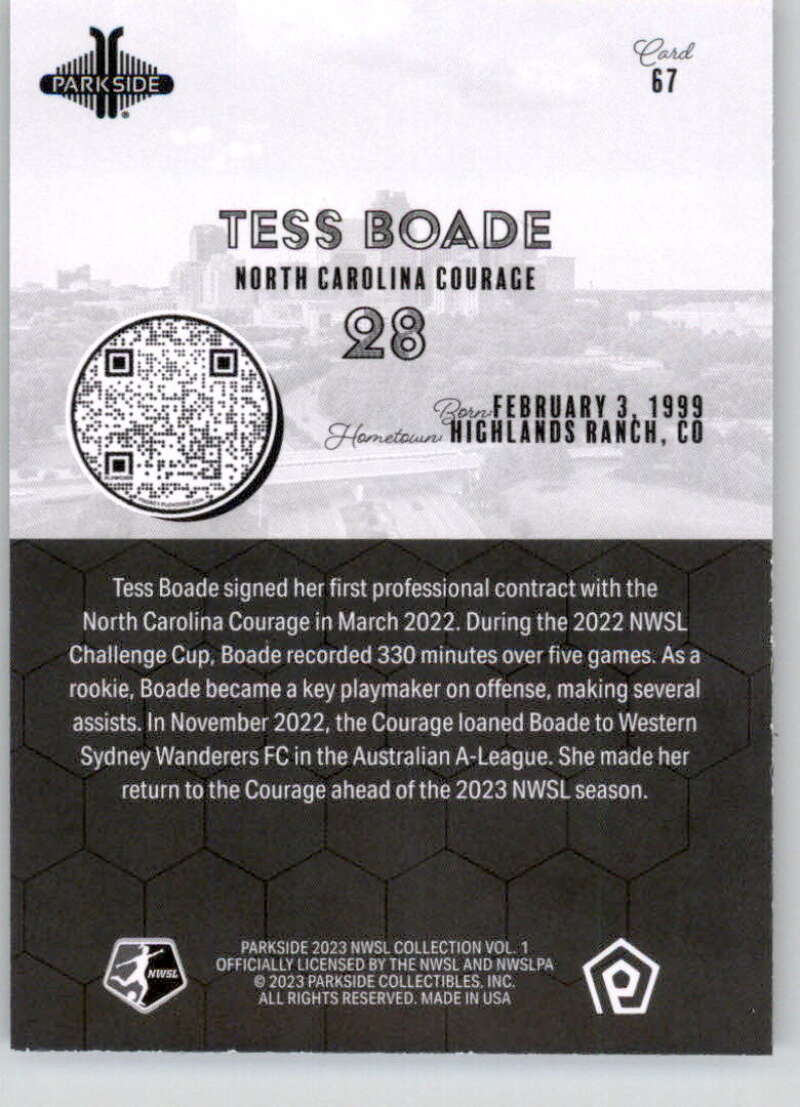 PARKSIDE
Card
67
TESS BOADE
NORTH CAROLINA COURAGE
28
Born: FEBRUARY 3, 1999
Hometown: HIGHLANDS RANCH, CO
Tess Boade signed her first professional contract with the
North Carolina Courage in March 2022. During the 2022 NWSL
Challenge Cup, Boade recorded 330 minutes over five games. As a
rookie, Boade became a key playmaker on offense, making several
assists. In November 2022, the Courage loaned Boade to Western
Sydney Wanderers FC in the Australian A-League. She made her
return to the Courage ahead of the 2023 NWSL season.
NWSL
PARKSIDE 2023 NWSL COLLECTION VOL. 1
OFFICIALLY LICENSED BY THE NWSL AND NWSLPA
© 2023 PARKSIDE COLLECTIBLES, INC.
ALL RIGHTS RESERVED. MADE IN USA